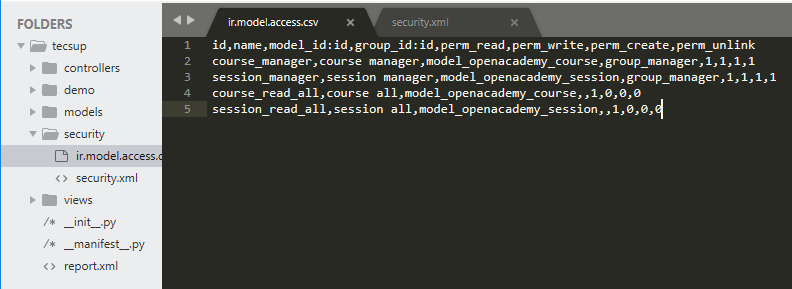 FOLDERS
tecsup
controllers
demo
models
security
ir.model.access.c
security.xml
views
/* __init__.py
/* __manifest__.py
<> report.xml
ir.model.access.csv
security.xml
1 id,name,model_id:id,group_id:id,perm_read,perm_write,perm_create,perm_unlink
2 course_manager,course manager,model_openacademy_course,group_manager,1,1,1,1
3 session_manager,session manager,model_openacademy_session,group_manager,1,1,1,1
4 course_read_all,course all,model_openacademy_course,,1,0,0,0
5 session_read_all,session all,model_openacademy_session,,1,0,0,0